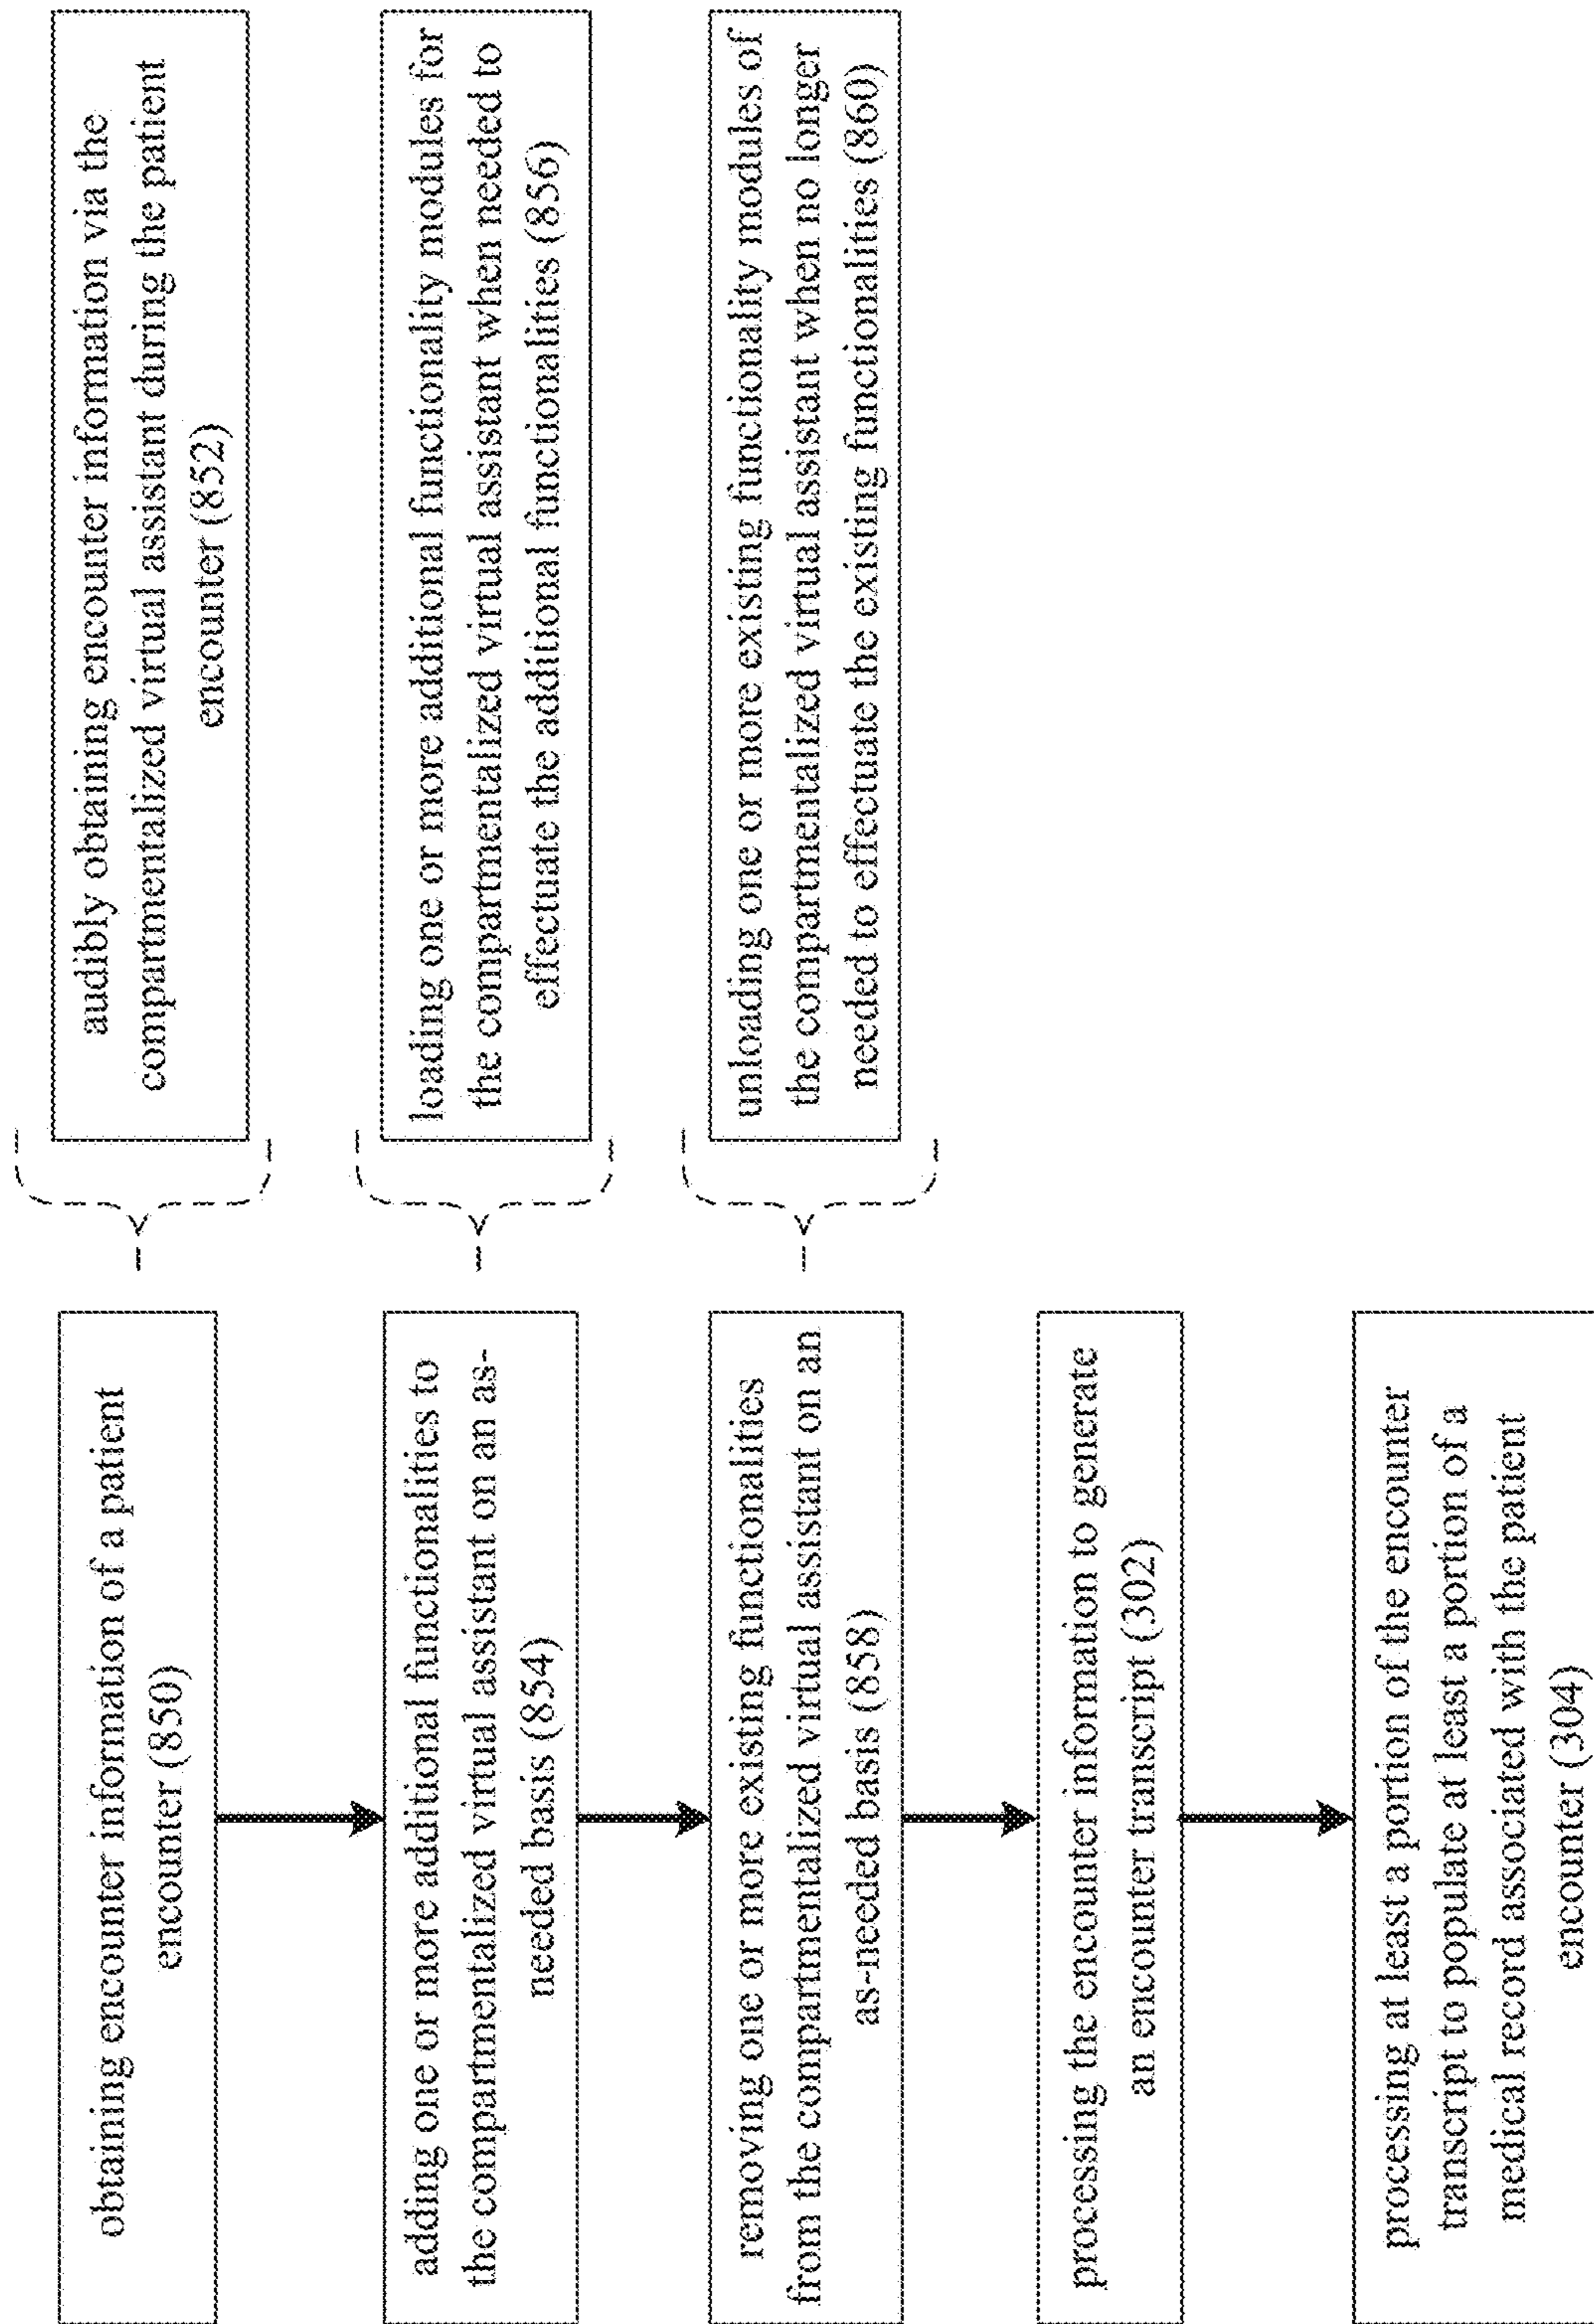 obtaining encounter information of a patient
encounter (850)
audibly obtaining encounter information via the
compartmentalized virtual assistant during the patient
encounter (852)
adding one or more additional functionalities to
the compartmentalized virtual assistant on an as-
needed basis (854)
loading one or more additional functionality modules for
the compartmentalized virtual assistant when needed to
effectuate the additional functionalities (856)
removing one or more existing functionalities
from the compartmentalized virtual assistant on an
as-needed basis (858)
unloading one or more existing functionality modules of
the compartmentalized virtual assistant when no longer
needed to effectuate the existing functionalities (860)
processing the encounter information to generate
an encounter transcript (302)
processing at least a portion of the encounter
transcript to populate at least a portion of a
medical record associated with the patient
encounter (304)